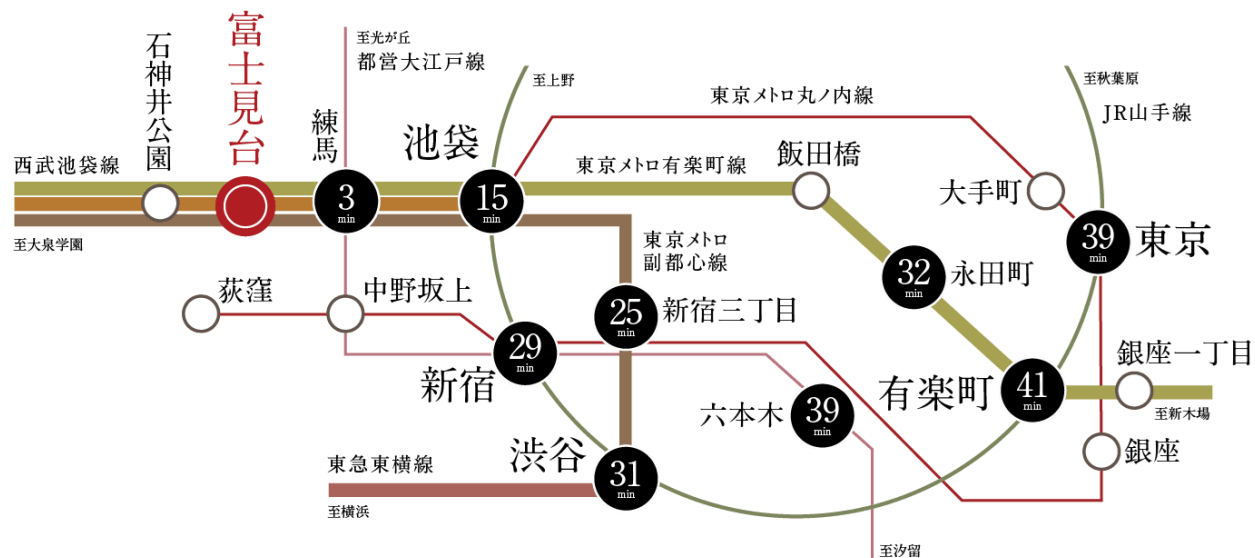 至光が丘
都営大江戸線
石神井公園
富士見台
練馬
池袋
至上野
東京メトロ丸ノ内線
至秋葉原
JR山手線
西武池袋線
東京メトロ有楽町線
飯田橋
大手町
3
min
15
min
至大泉学園
東京メトロ
副都心線
39
min
東京
荻窪
中野坂上
32
min
永田町
25
min
新宿三丁目
29
min
新宿
有楽町
41
min
銀座一丁目
至新木場
六本木
39
min
渋谷
31
min
銀座
東急東横線
至横浜
至汐留